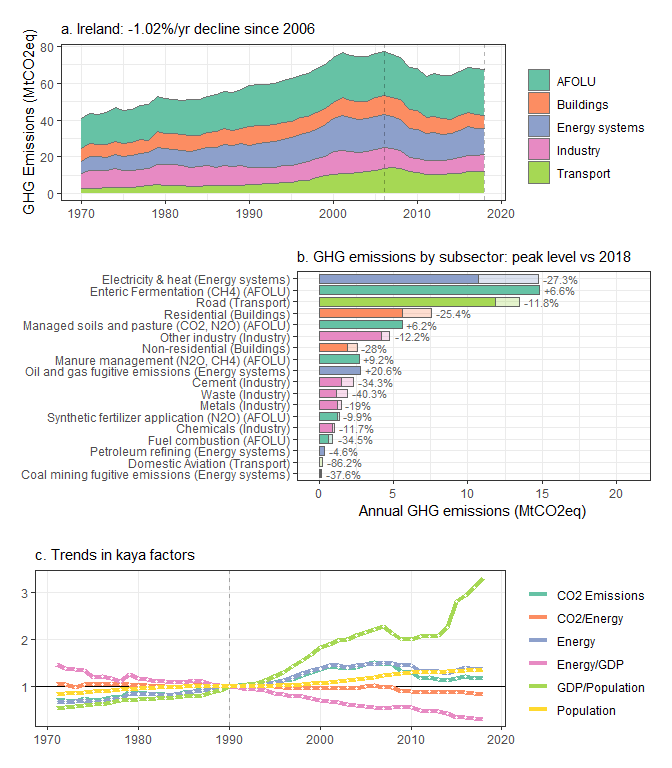 a. Ireland: -1.02%/yr decline since 2006
GHG Emissions (MtCO2eq)
80
60
40
20
0
1970
1980
1990
2000
2010
2020
AFOLU
Buildings
Energy systems
Industry
Transport
b. GHG emissions by subsector: peak level vs 2018
Electricity & heat (Energy systems) -27.3%
Enteric Fermentation (CH4) (AFOLU) +6.6%
Road (Transport) -11.8%
Residential (Buildings) -25.4%
Managed soils and pasture (CO2, N2O) (AFOLU) +6.2%
Other industry (Industry) -12.2%
Non-residential (Buildings) -28%
Manure management (N2O, CH4) (AFOLU) +9.2%
Oil and gas fugitive emissions (Energy systems) +20.6%
Cement (Industry) -34.3%
Waste (Industry) -40.3%
Metals (Industry) -19%
Synthetic fertilizer application (N2O) (AFOLU) -9.9%
Chemicals (Industry) -11.7%
Fuel combustion (AFOLU) -34.5%
Petroleum refining (Energy systems) -4.6%
Domestic Aviation (Transport) -86.2%
Coal mining fugitive emissions (Energy systems) -37.6%
0
5
10
15
20
Annual GHG emissions (MtCO2eq)
c. Trends in kaya factors
3
2
1
1970
1980
1990
2000
2010
2020
CO2 Emissions
CO2/Energy
Energy
Energy/GDP
GDP/Population
Population